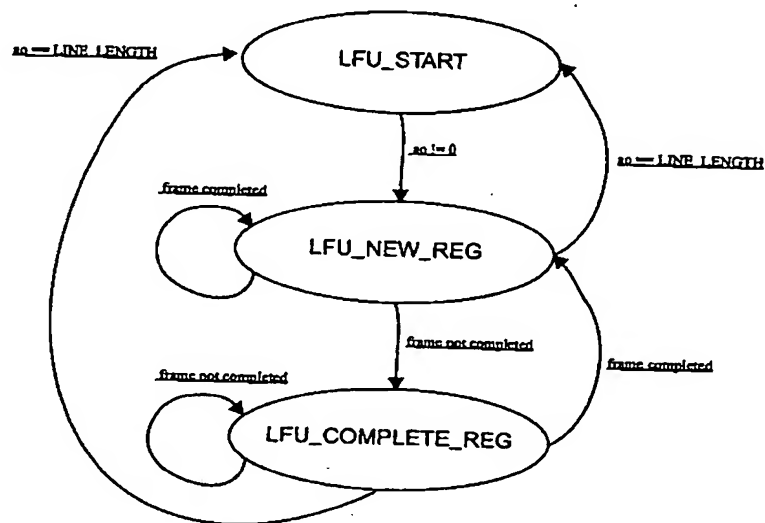 ao == LINE_LENGTH
LFU_START
ao != 0
ao == LINE_LENGTH
frame completed
LFU_NEW_REG
frame not completed
frame completed
frame not completed
LFU_COMPLETE_REG